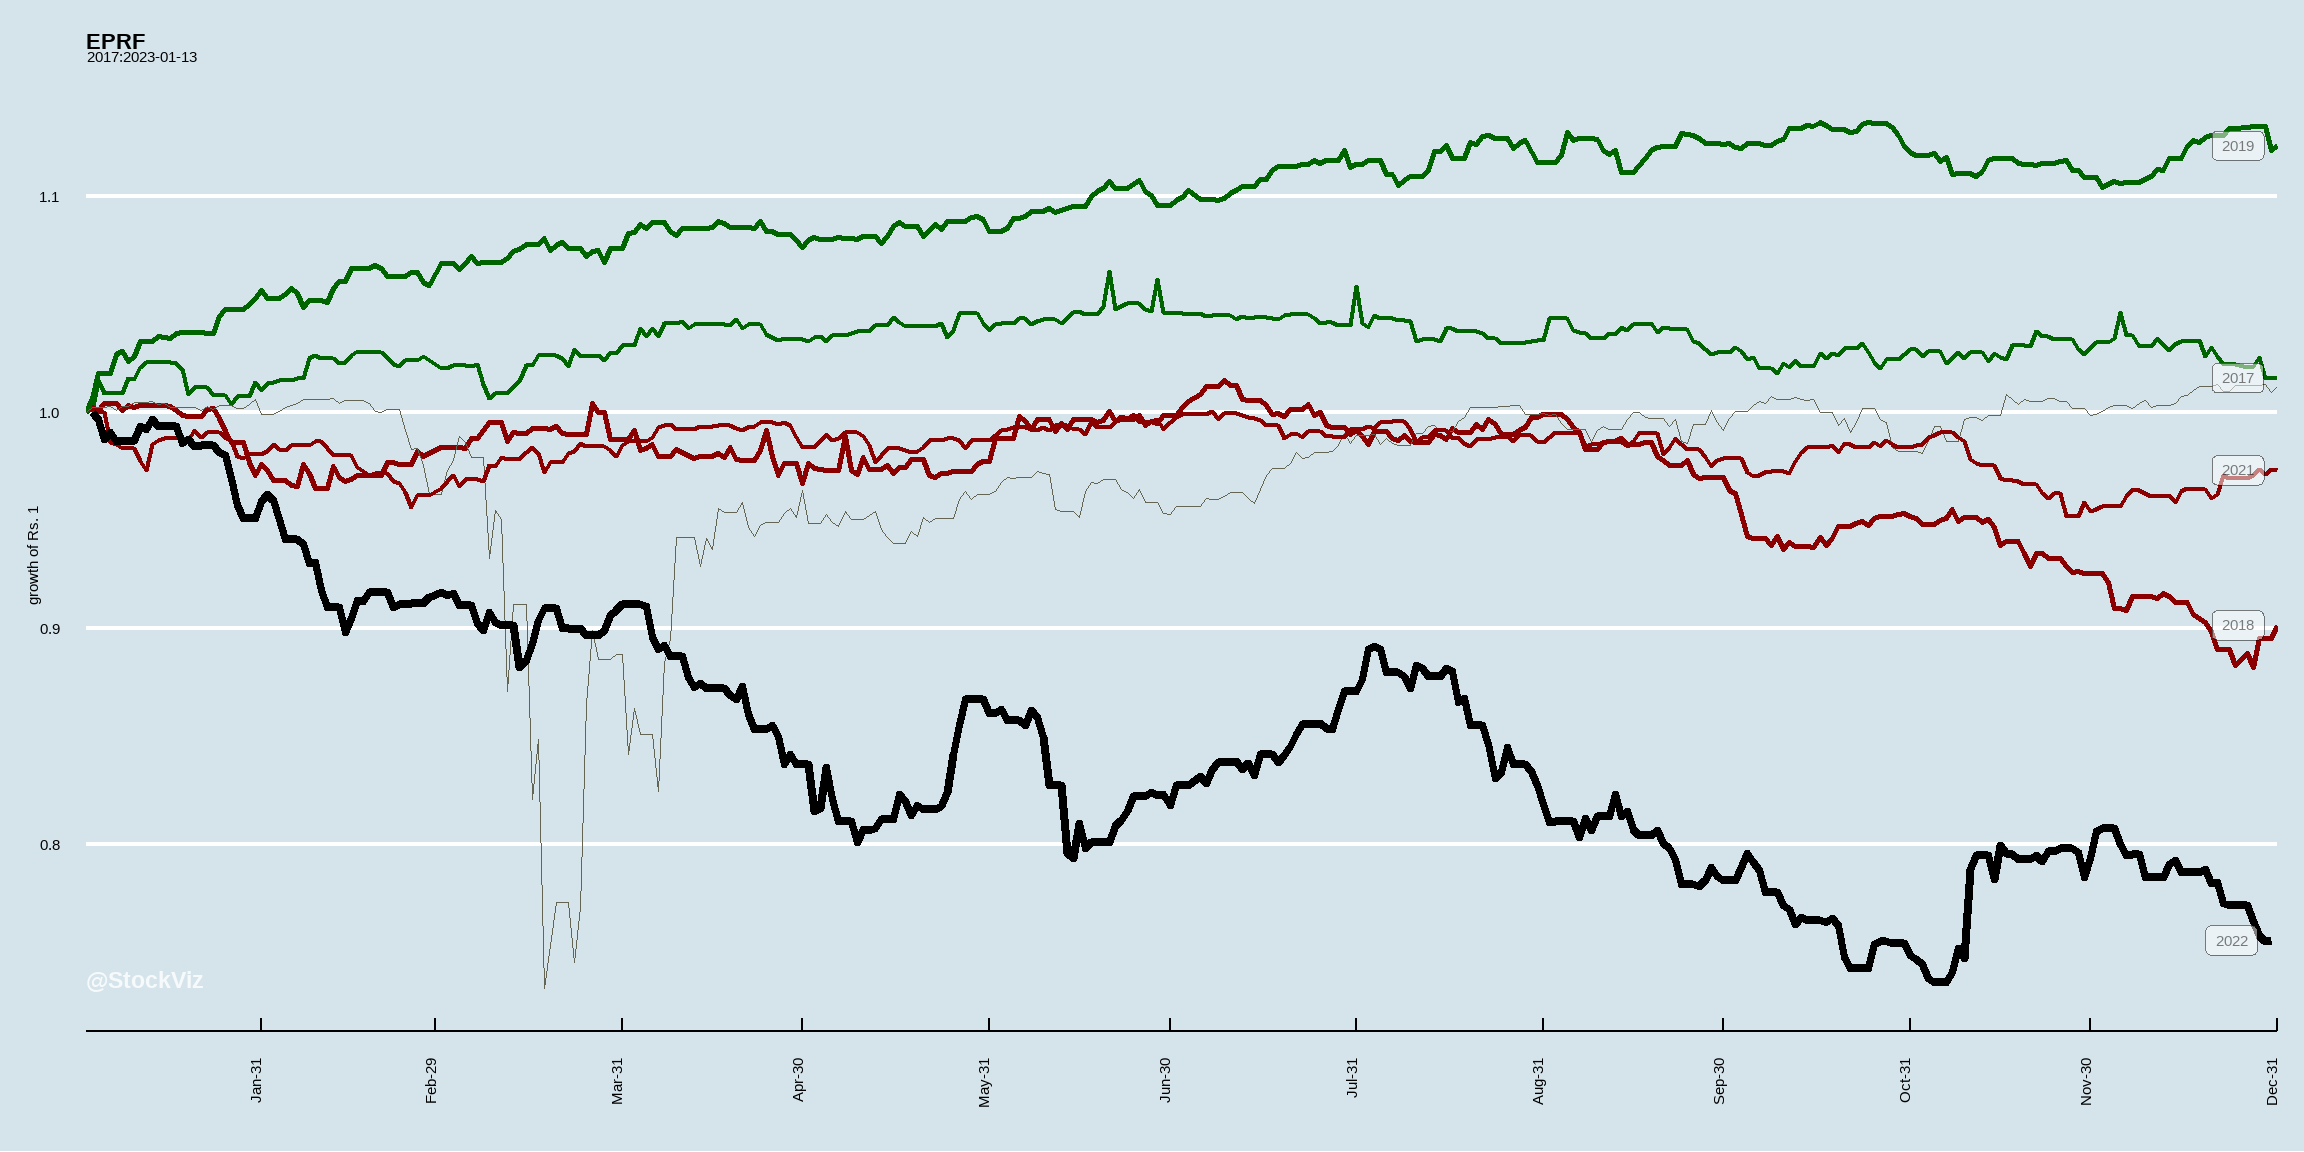 EPRF
2017:2023-01-13
growth of Rs. 1
1.1
1.0
0.9
0.8
2019
2017
2021
2018
2022
@StockViz
Jan-31
Feb-29
Mar-31
Apr-30
May-31
Jun-30
Jul-31
Aug-31
Sep-30
Oct-31
Nov-30
Dec-31